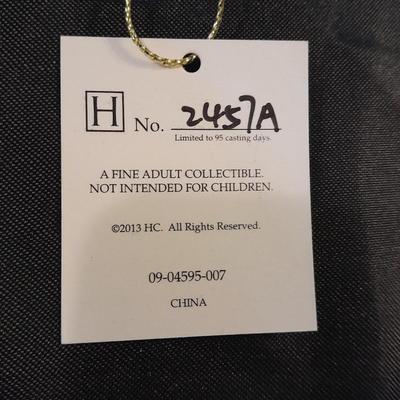 H No. 2457A
Limited to 95 casting days.
A FINE ADULT COLLECTIBLE.
NOT INTENDED FOR CHILDREN.
©2013 HC. All Rights Reserved.
09-04595-007
CHINA